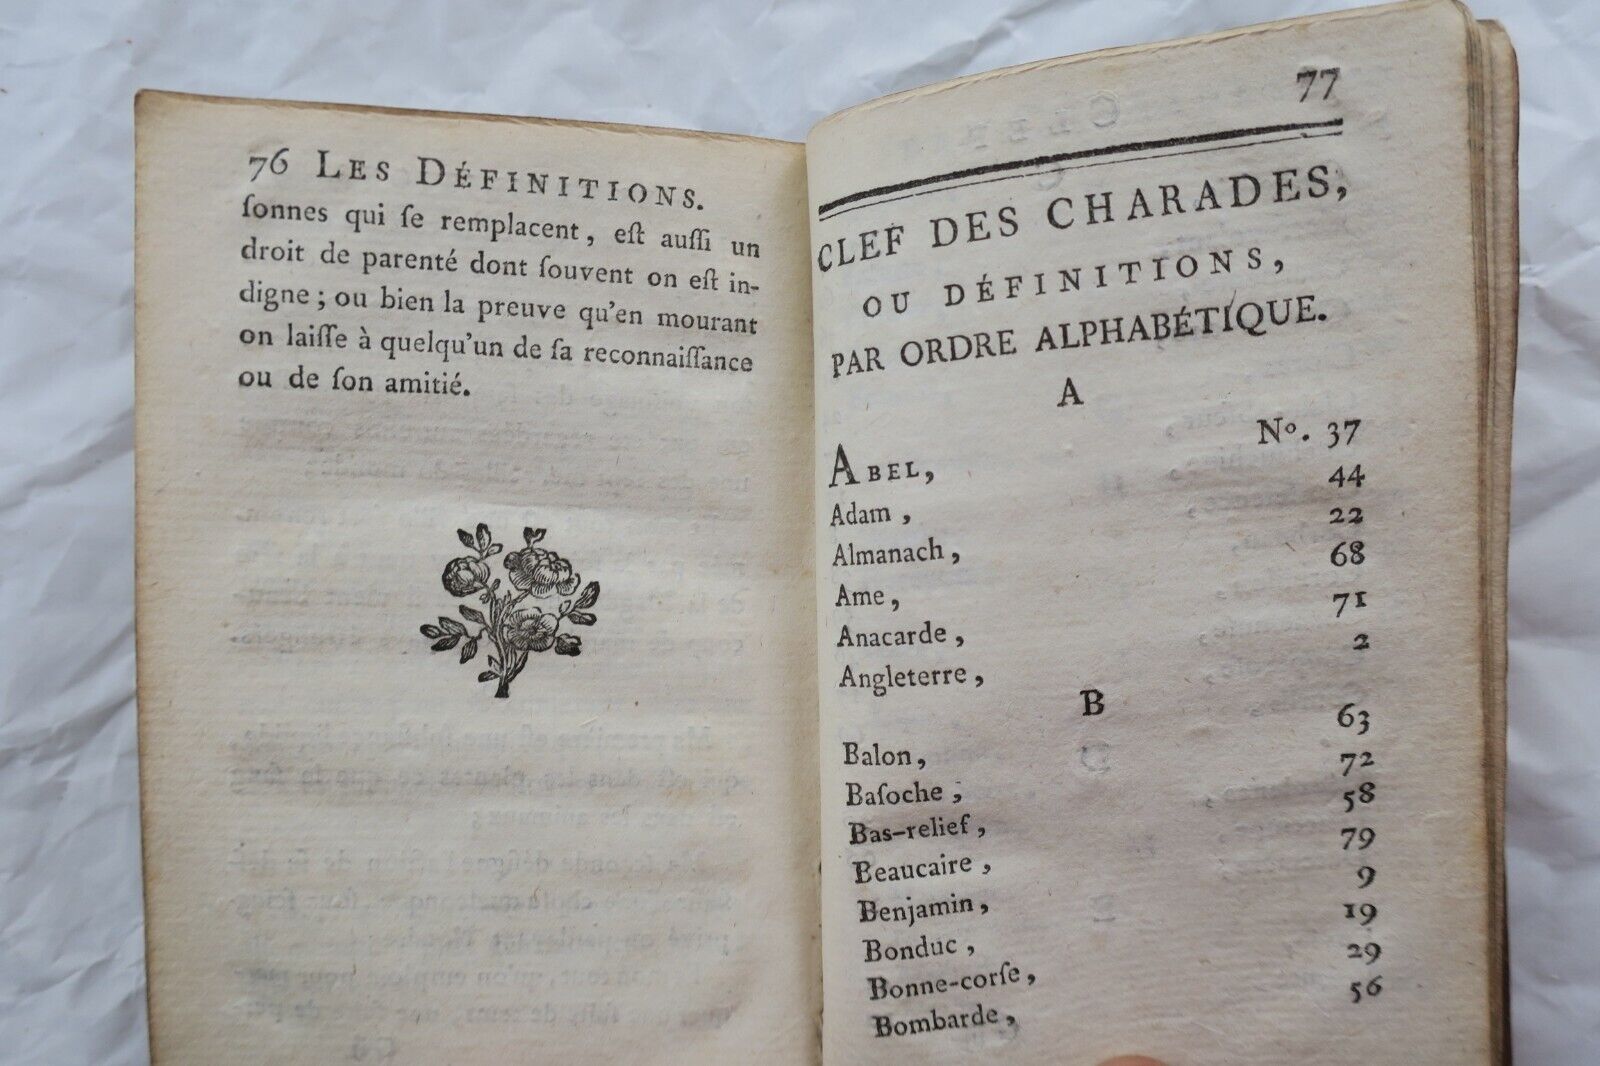 76 LES DÉFINITIONS.
ſonnes qui ſe remplacent, eſt auſſi un
droit de parenté dont ſouvent on eſt in-
digne ; ou bien la preuve qu'en mourant
on laiſſe à quelqu'un de ſa reconnaiſſance
ou de ſon amitié.
77
CLEF DES CHARADES,
OU DÉFINITIONS,
PAR ORDRE ALPHABÉTIQUE.
A
ABEL, No. 37
Adam, 44
Almanach, 22
Ame, 68
Anacarde, 71
Angleterre, 2
B
Balon, 63
Baſoche, 72
Bas-relief, 58
Beaucaire, 79
Benjamin, 9
Bonduc, 19
Bonne-corſe, 29
Bombarde, 56